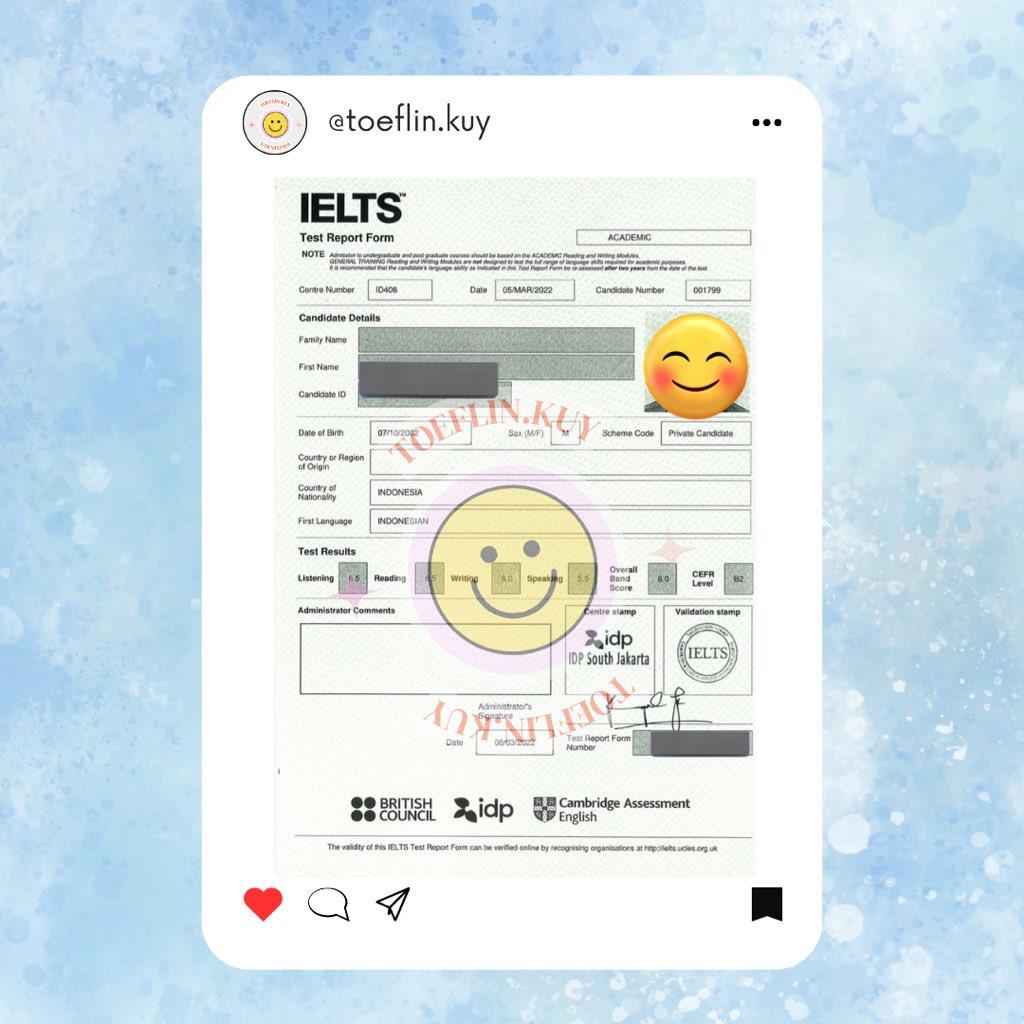 TOEFLIN.KUY
@toeflin.kuy
IELTS™
Test Report Form
ACADEMIC
NOTE Admission to undergraduate and post graduate courses should be based on the ACADEMIC Reading and Writing Modules.
GENERAL TRAINING Reading and Writing Modules are not designed to test the full range of language skills required for academic purposes.
It is recommended that the candidate's language ability as indicated in this Test Report Form be re-assessed after two years from the date of the test.
Centre Number ID406 Date 05/MAR/2022 Candidate Number 001799
Candidate Details
Family Name
First Name
Candidate ID
TOEFLIN.KUY
Date of Birth 07/10/2002 Sex (M/F) M Scheme Code Private Candidate
Country or Region
of Origin
Country of
Nationality INDONESIA
First Language INDONESIAN
Test Results
Listening 6.5 Reading 6.5 Writing 6.0 Speaking 5.5 Overall Band Score 6.0 CEFR Level B2
Administrator Comments
Centre stamp
idp
IDP South Jakarta
Validation stamp
IELTS
TOEFLIN.KUY
Administrator's
Signature
Date 08/03/2022
Test Report Form
Number
BRITISH
COUNCIL
idp
Cambridge Assessment
English
The validity of this IELTS Test Report Form can be verified online by recognising organisations at http://ielts.ucles.org.uk